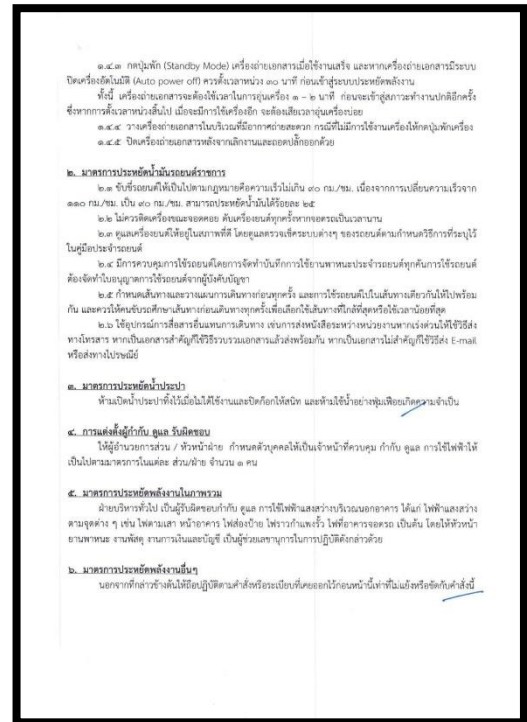 ๑.๔.๓ กดปุ่มพัก (Standby Mode) เครื่องถ่ายเอกสารเมื่อใช้งานเสร็จ และหากเครื่องถ่ายเอกสารมีระบบ
ปิดเครื่องอัตโนมัติ (Auto power off) ควรตั้งเวลาหน่วง ๓๐ นาที ก่อนเข้าสู่ระบบประหยัดพลังงาน
ทั้งนี้ เครื่องถ่ายเอกสารจะต้องใช้เวลาในการอุ่นเครื่อง ๑ – ๒ นาที ก่อนจะเข้าสู่สภาวะทำงานปกติอีกครั้ง
ซึ่งหากการตั้งเวลาหน่วงสั้นไป เมื่อจะมีการใช้เครื่องอีก จะต้องเสียเวลาอุ่นเครื่องบ่อย
๑.๔.๔ วางเครื่องถ่ายเอกสารในบริเวณที่มีอากาศถ่ายสะดวก กรณีที่ไม่มีการใช้งานเครื่องให้กดปุ่มพักเครื่อง
๑.๔.๕ ปิดเครื่องถ่ายเอกสารหลังจากเลิกงานและถอดปลั๊กออกด้วย
๒. มาตรการประหยัดน้ำมันรถยนต์ราชการ
๒.๑ ขับขี่รถยนต์ให้เป็นไปตามกฎหมายคือความเร็วไม่เกิน ๙๐ กม./ชม. เนื่องจากการเปลี่ยนความเร็วจาก
๑๑๐ กม./ชม. เป็น ๙๐ กม./ชม. สามารถประหยัดน้ำมันได้ร้อยละ ๒๕
๒.๒ ไม่ควรติดเครื่องขณะจอดคอย ดับเครื่องยนต์ทุกครั้งหากจอดรถเป็นเวลานาน
๒.๓ ดูแลเครื่องยนต์ให้อยู่ในสภาพที่ดี โดยดูแลตรวจเช็คระบบต่างๆ ของรถยนต์ตามกำหนดวิธีการที่ระบุไว้
ในคู่มือประจำรถยนต์
๒.๔ มีการควบคุมการใช้รถยนต์โดยการจัดทำบันทึกการใช้ยานพาหนะประจำรถยนต์ทุกคันการใช้รถยนต์
ต้องจัดทำใบอนุญาตการใช้รถยนต์จากผู้บังคับบัญชา
๒.๕ กำหนดเส้นทางและวางแผนการเดินทางก่อนทุกครั้ง และการใช้รถยนต์ไปในเส้นทางเดียวกันให้ไปพร้อม
กัน และควรให้คนขับรถศึกษาเส้นทางก่อนเดินทางทุกครั้งเพื่อเลือกใช้เส้นทางที่ใกล้ที่สุดหรือใช้เวลาน้อยที่สุด
๒.๖ ใช้อุปกรณ์การสื่อสารอื่นแทนการเดินทาง เช่นการส่งหนังสือระหว่างหน่วยงานหากเร่งด่วนให้ใช้วิธีส่ง
ทางโทรสาร หากเป็นเอกสารสำคัญก็ใช้วิธีรวบรวมเอกสารแล้วส่งพร้อมกัน หากเป็นเอกสารไม่สำคัญก็ใช้วิธีส่ง E-mail
หรือส่งทางไปรษณีย์
๓. มาตรการประหยัดน้ำประปา
ห้ามเปิดน้ำประปาทิ้งไว้เมื่อไม่ได้ใช้งานและปิดก๊อกให้สนิท และห้ามใช้น้ำอย่างฟุ่มเฟือยเกิดความจำเป็น
๔. การแต่งตั้งผู้กำกับ ดูแล รับผิดชอบ
ให้ผู้อำนวยการส่วน / หัวหน้าฝ่าย กำหนดตัวบุคคลให้เป็นเจ้าหน้าที่ควบคุม กำกับ ดูแล การใช้ไฟฟ้าให้
เป็นไปตามมาตรการในแต่ละ ส่วน/ฝ่าย จำนวน ๑ คน
๕. มาตรการประหยัดพลังงานในภาพรวม
ฝ่ายบริหารทั่วไป เป็นผู้รับผิดชอบกำกับ ดูแล การใช้ไฟฟ้าแสงสว่างบริเวณนอกอาคาร ได้แก่ ไฟฟ้าแสงสว่าง
ตามจุดต่าง ๆ เช่น ไฟตามเสา หน้าอาคาร ไฟส่องป้าย ไฟราวกำแพงรั้ว ไฟที่อาคารจอดรถ เป็นต้น โดยให้หัวหน้า
ยานพาหนะ งานพัสดุ งานการเงินและบัญชี เป็นผู้ช่วยเลขานุการในการปฏิบัติดังกล่าวด้วย
๖. มาตรการประหยัดพลังงานอื่นๆ
นอกจากที่กล่าวข้างต้นให้ถือปฏิบัติตามคำสั่งหรือระเบียบที่เคยออกไว้ก่อนหน้านี้เท่าที่ไม่แย้งหรือขัดกับคำสั่งนี้